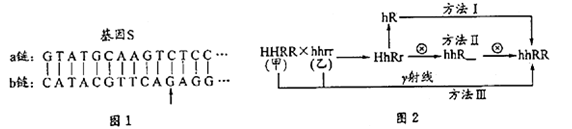 基因S
a链: GTATGCAAGTCTCC…
b链: CATACGTTCAGAGG…
图1
方法Ⅰ
hR
方法Ⅱ
HHRR×hhrr → HhRr ⊗ hhR_ ⊗ hhRR
(甲) (乙)
γ射线
方法Ⅲ
图2